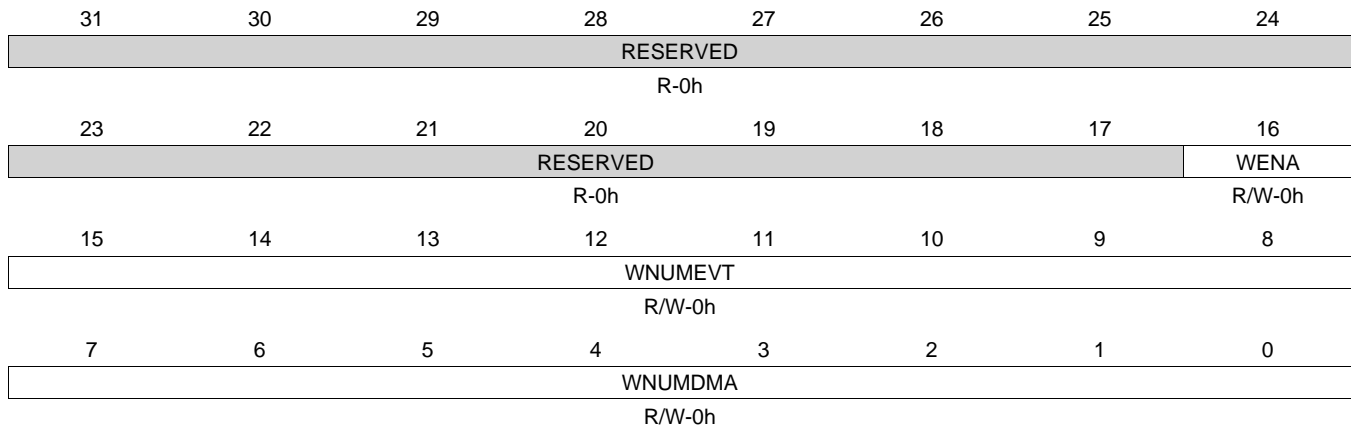 31 30 29 28 27 26 25 24
RESERVED
R-0h
23 22 21 20 19 18 17 16
RESERVED WENA
R-0h R/W-0h
15 14 13 12 11 10 9 8
WNUMEVT
R/W-0h
7 6 5 4 3 2 1 0
WNUMDMA
R/W-0h